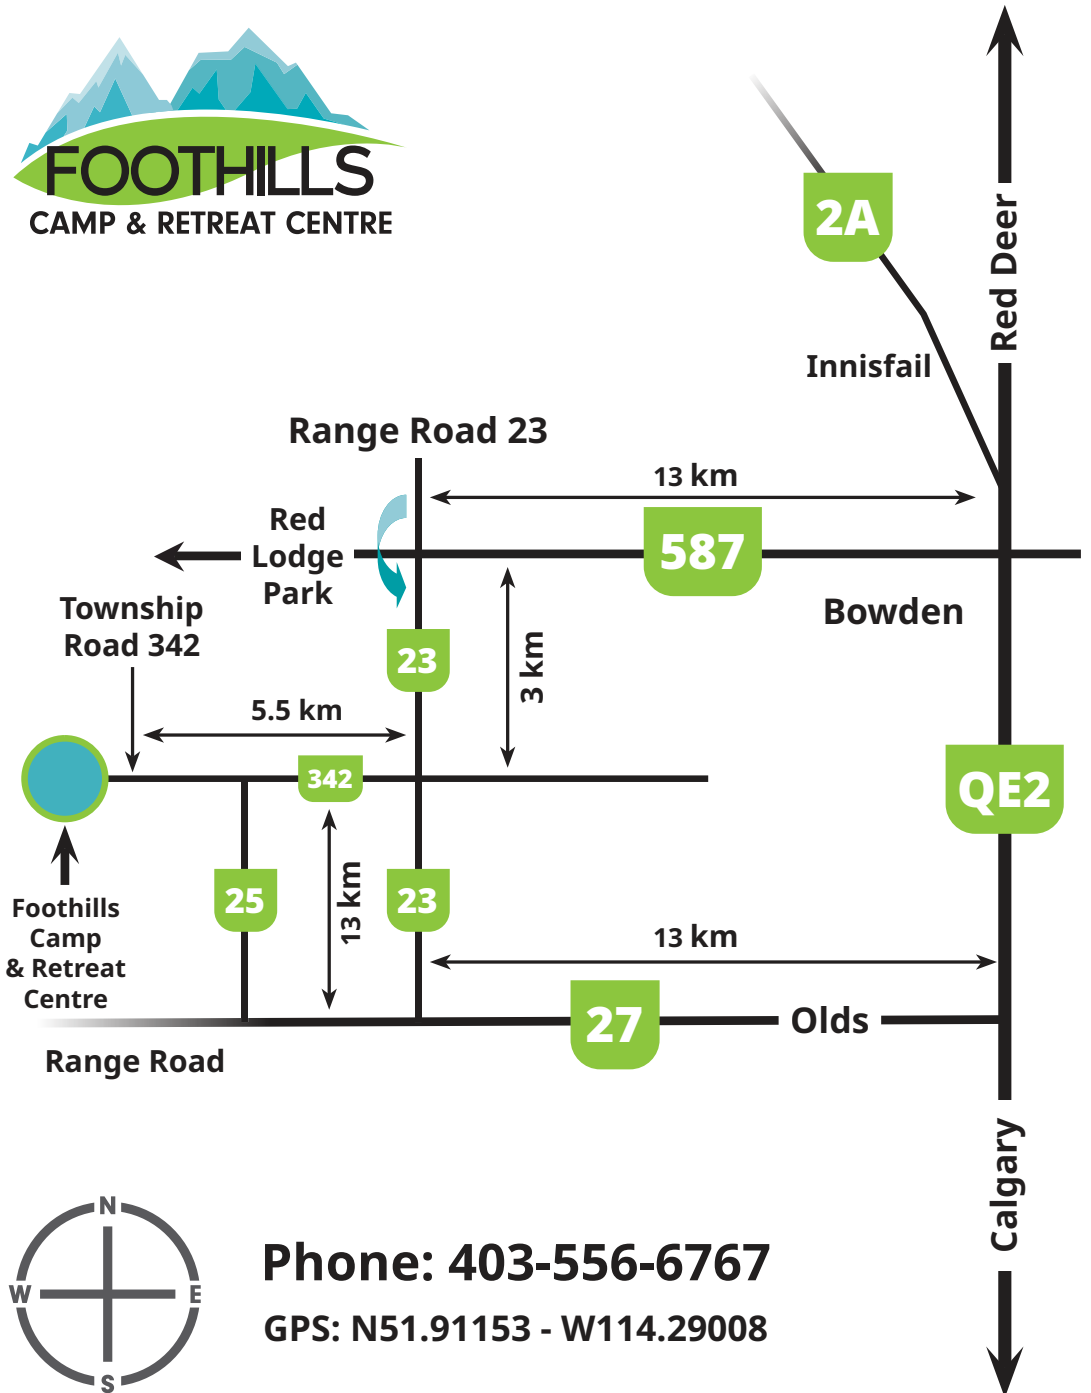 FOOTHILLS
CAMP & RETREAT CENTRE
2A
Red Deer
Innisfail
Range Road 23
13 km
Red
Lodge
Park
587
Township
Road 342
Bowden
23
3 km
5.5 km
342
QE2
Foothills
Camp
& Retreat
Centre
25
13 km
23
13 km
27
Olds
Range Road
Calgary
N
W
E
S
Phone: 403-556-6767
GPS: N51.91153 - W114.29008